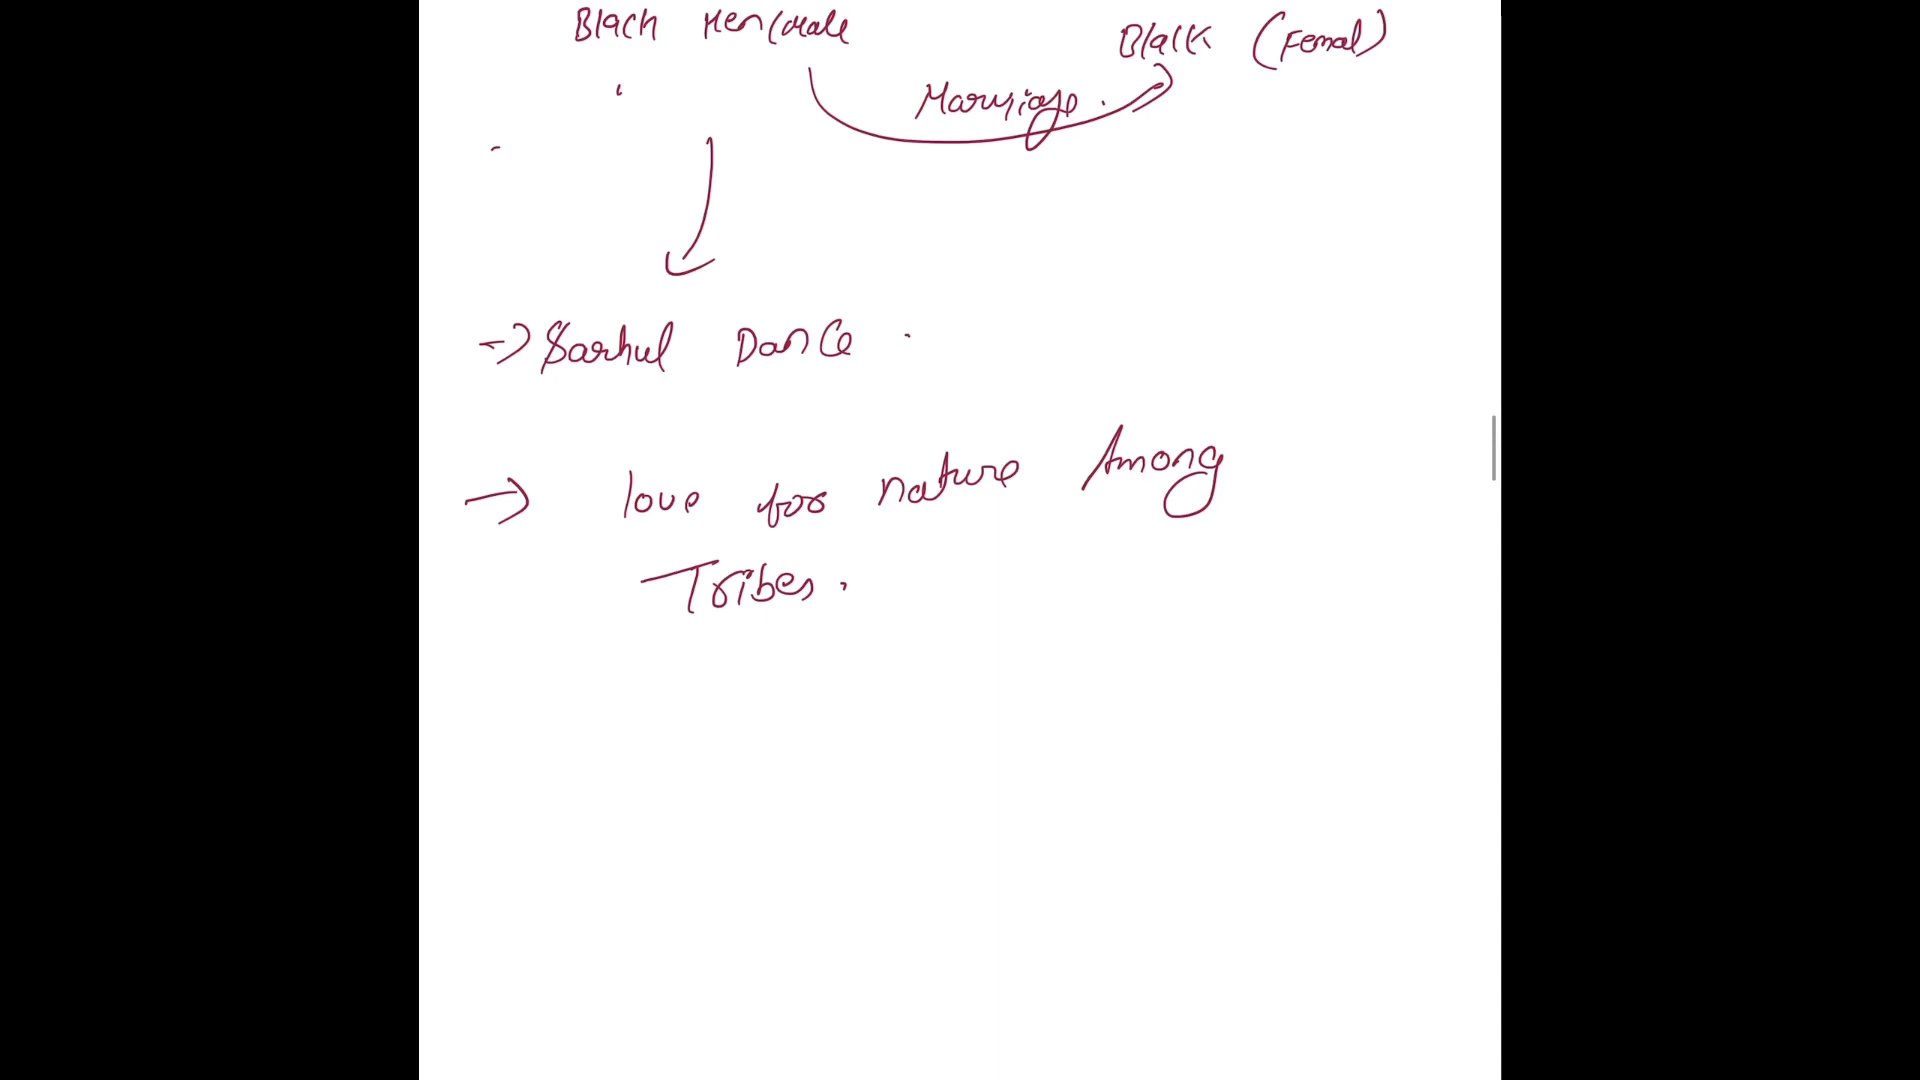 Black Hen (Male
Black (Femal)
Marriage.
→ Sarhul Dance.
→ love for nature Among
Tribes.